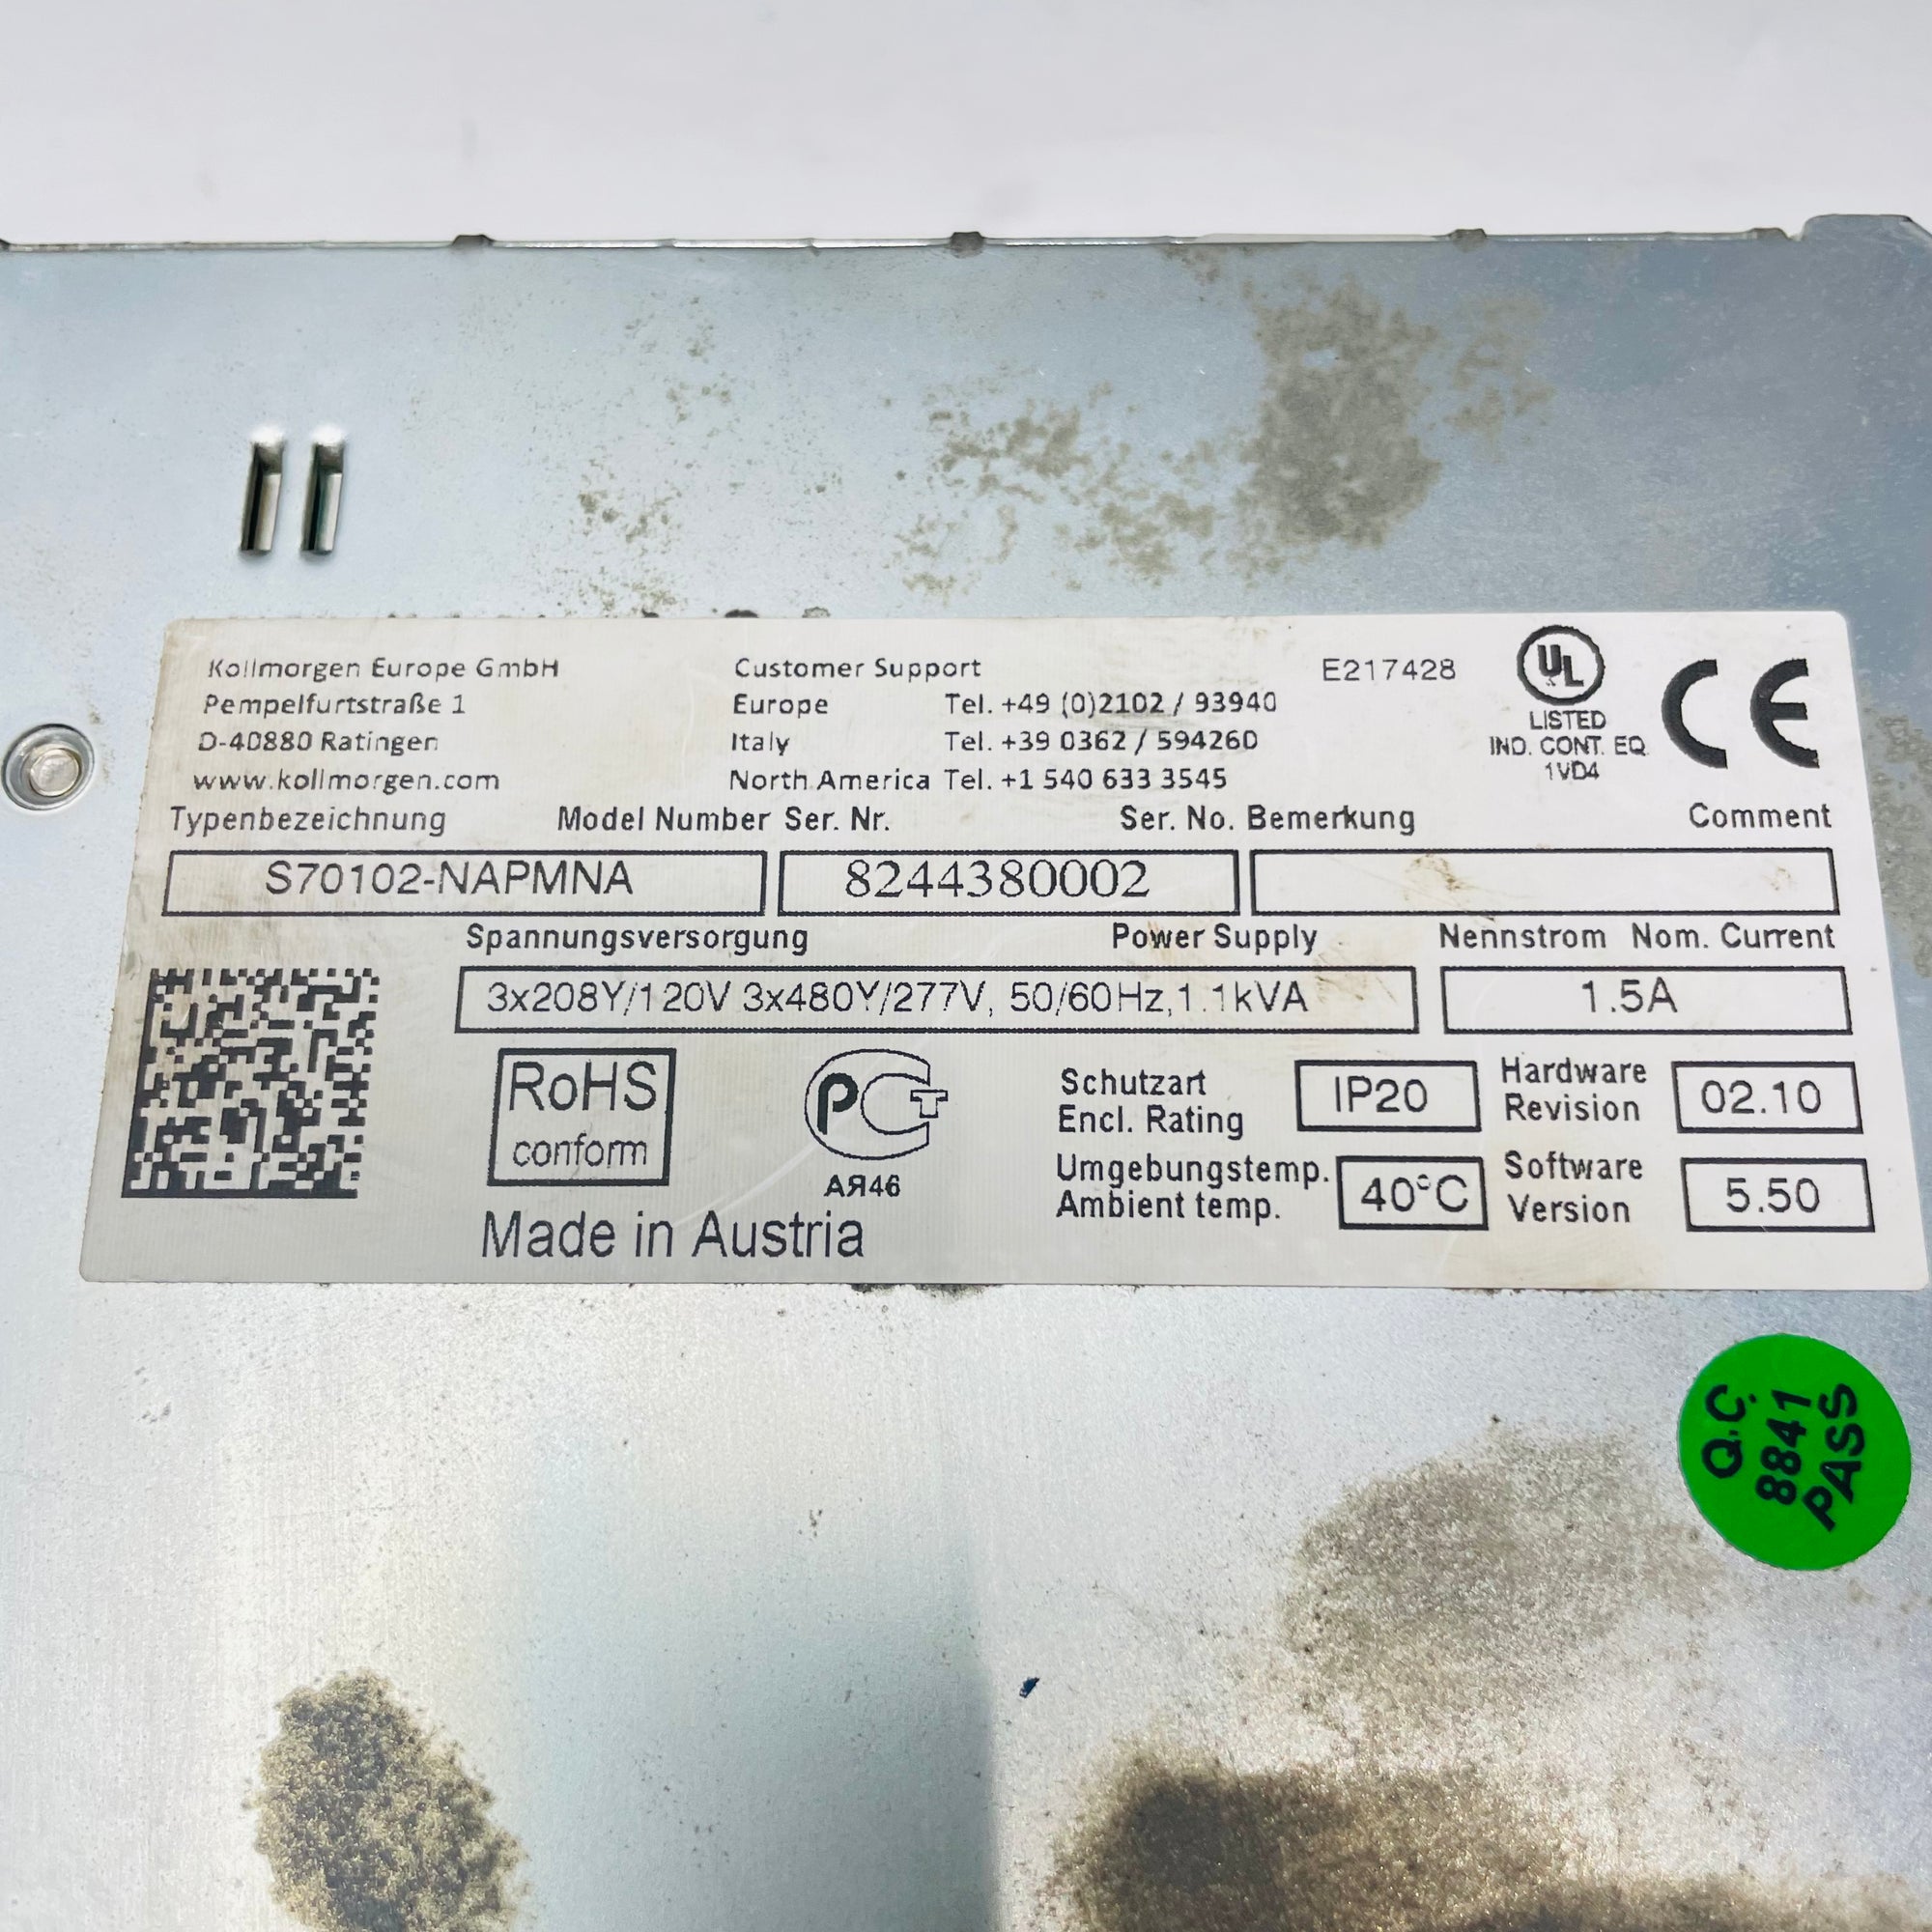 Kollmorgen Europe GmbH
Pempelfurtstraße 1
D-40880 Ratingen
www.kollmorgen.com
Customer Support
Europe Tel. +49 (0)2102 / 93940
Italy Tel. +39 0362 / 594260
North America Tel. +1 540 633 3545
E217428
UL
LISTED
IND. CONT. EQ.
1VD4
CE
Typenbezeichnung Model Number Ser. Nr. Ser. No. Bemerkung Comment
S70102-NAPMNA 8244380002
Spannungsversorgung Power Supply Nennstrom Nom. Current
3x208Y/120V 3x480Y/277V, 50/60Hz,1.1kVA 1.5A
RoHS
conform
РСТ
АЯ46
Made in Austria
Schutzart
Encl. Rating
IP20
Hardware
Revision
02.10
Umgebungstemp.
Ambient temp.
40°C
Software
Version
5.50
Q.C.
8841
PASS